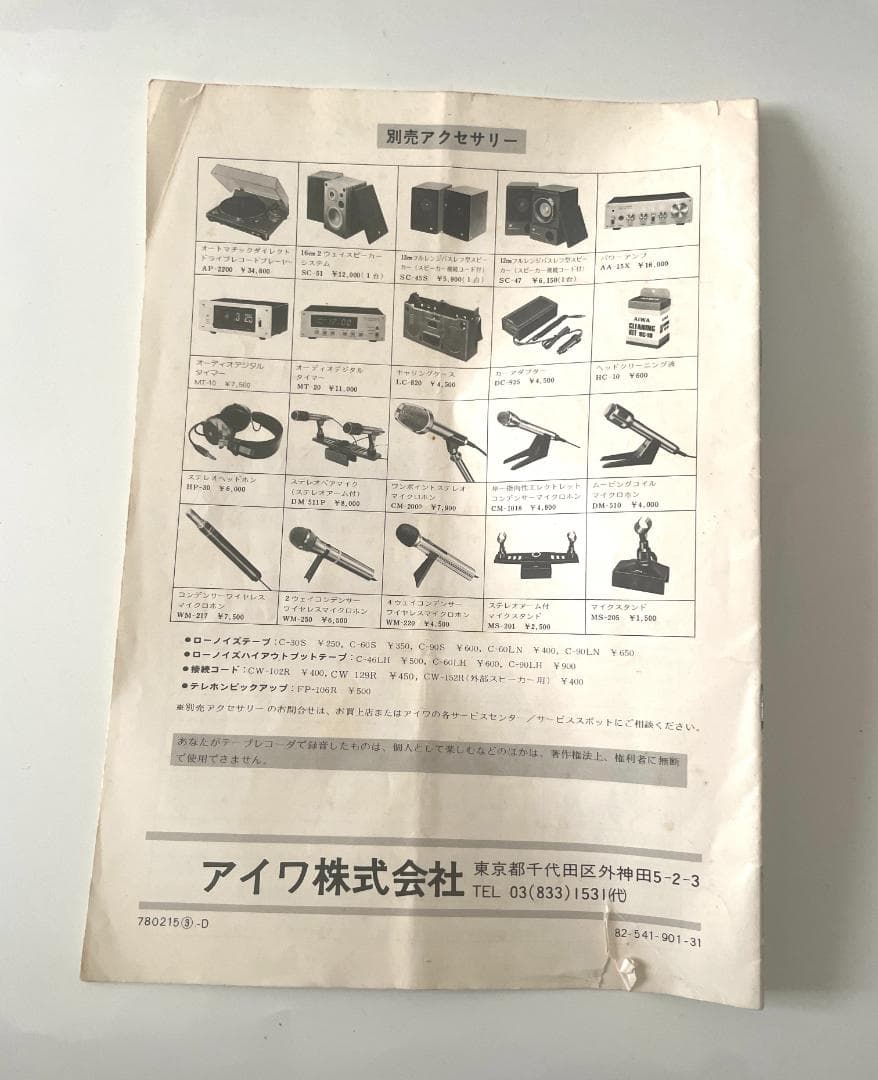 別売アクセサリー
オートマチックダイレクト
ドライブレコードプレーヤー
AP-2200 ¥34,800
16cm2ウェイスピーカー
システム
SC-51 ¥12,000(1台)
12cmフルレンジバスレフ型スピー
カー(スピーカー接続コード付)
SC-45S ¥5,800(1台)
12cmフルレンジバスレフ型スピー
カー(スピーカー接続コード付)
SC-47 ¥6,150(1台)
パワーアンプ
AA-15X ¥16,000
オーディオデジタル
タイマー
MT-10 ¥7,500
オーディオデジタル
タイマー
MT-20 ¥11,000
キャリングケース
LC-820 ¥4,500
カーアダプター
DC-925 ¥4,500
AIWA
CLEANING
KIT HC-10
ヘッドクリーニング液
HC-10 ¥600
ステレオヘッドホン
HP-30 ¥6,000
ステレオペアマイク
(ステレオアーム付)
DM-511P ¥8,000
ワンポイントステレオ
マイクロホン
CM-2000 ¥7,900
単一指向性エレクトレット
コンデンサーマイクロホン
CM-1018 ¥4,800
ムービングコイル
マイクロホン
DM-510 ¥4,000
コンデンサーワイヤレス
マイクロホン
WM-217 ¥7,500
2ウェイコンデンサー
ワイヤレスマイクロホン
WM-250 ¥6,000
4ウェイコンデンサー
ワイヤレスマイクロホン
WM-220 ¥4,500
ステレオアーム付
マイクスタンド
MS-201 ¥2,500
マイクスタンド
MS-205 ¥1,500
●ローノイズテープ:C-30S ¥250, C-60S ¥350, C-90S ¥600, C-60LN ¥400, C-90LN ¥650
●ローノイズハイアウトプットテープ:C-46LH ¥500, C-60LH ¥600, C-90LH ¥900
●接続コード:CW-102R ¥400, CW-129R ¥450, CW-152R(外部スピーカー用) ¥400
●テレホンピックアップ:FP-106R ¥500
※別売アクセサリーのお問合せは、お買上店またはアイワの各サービスセンター/サービススポットにご相談ください。
あなたがテープレコーダで録音したものは、個人として楽しむなどのほかは、著作権法上、権利者に無断
で使用できません。
アイワ株式会社 東京都千代田区外神田5-2-3
TEL 03(833)1531(代)
780215③-D
82-541-901-31